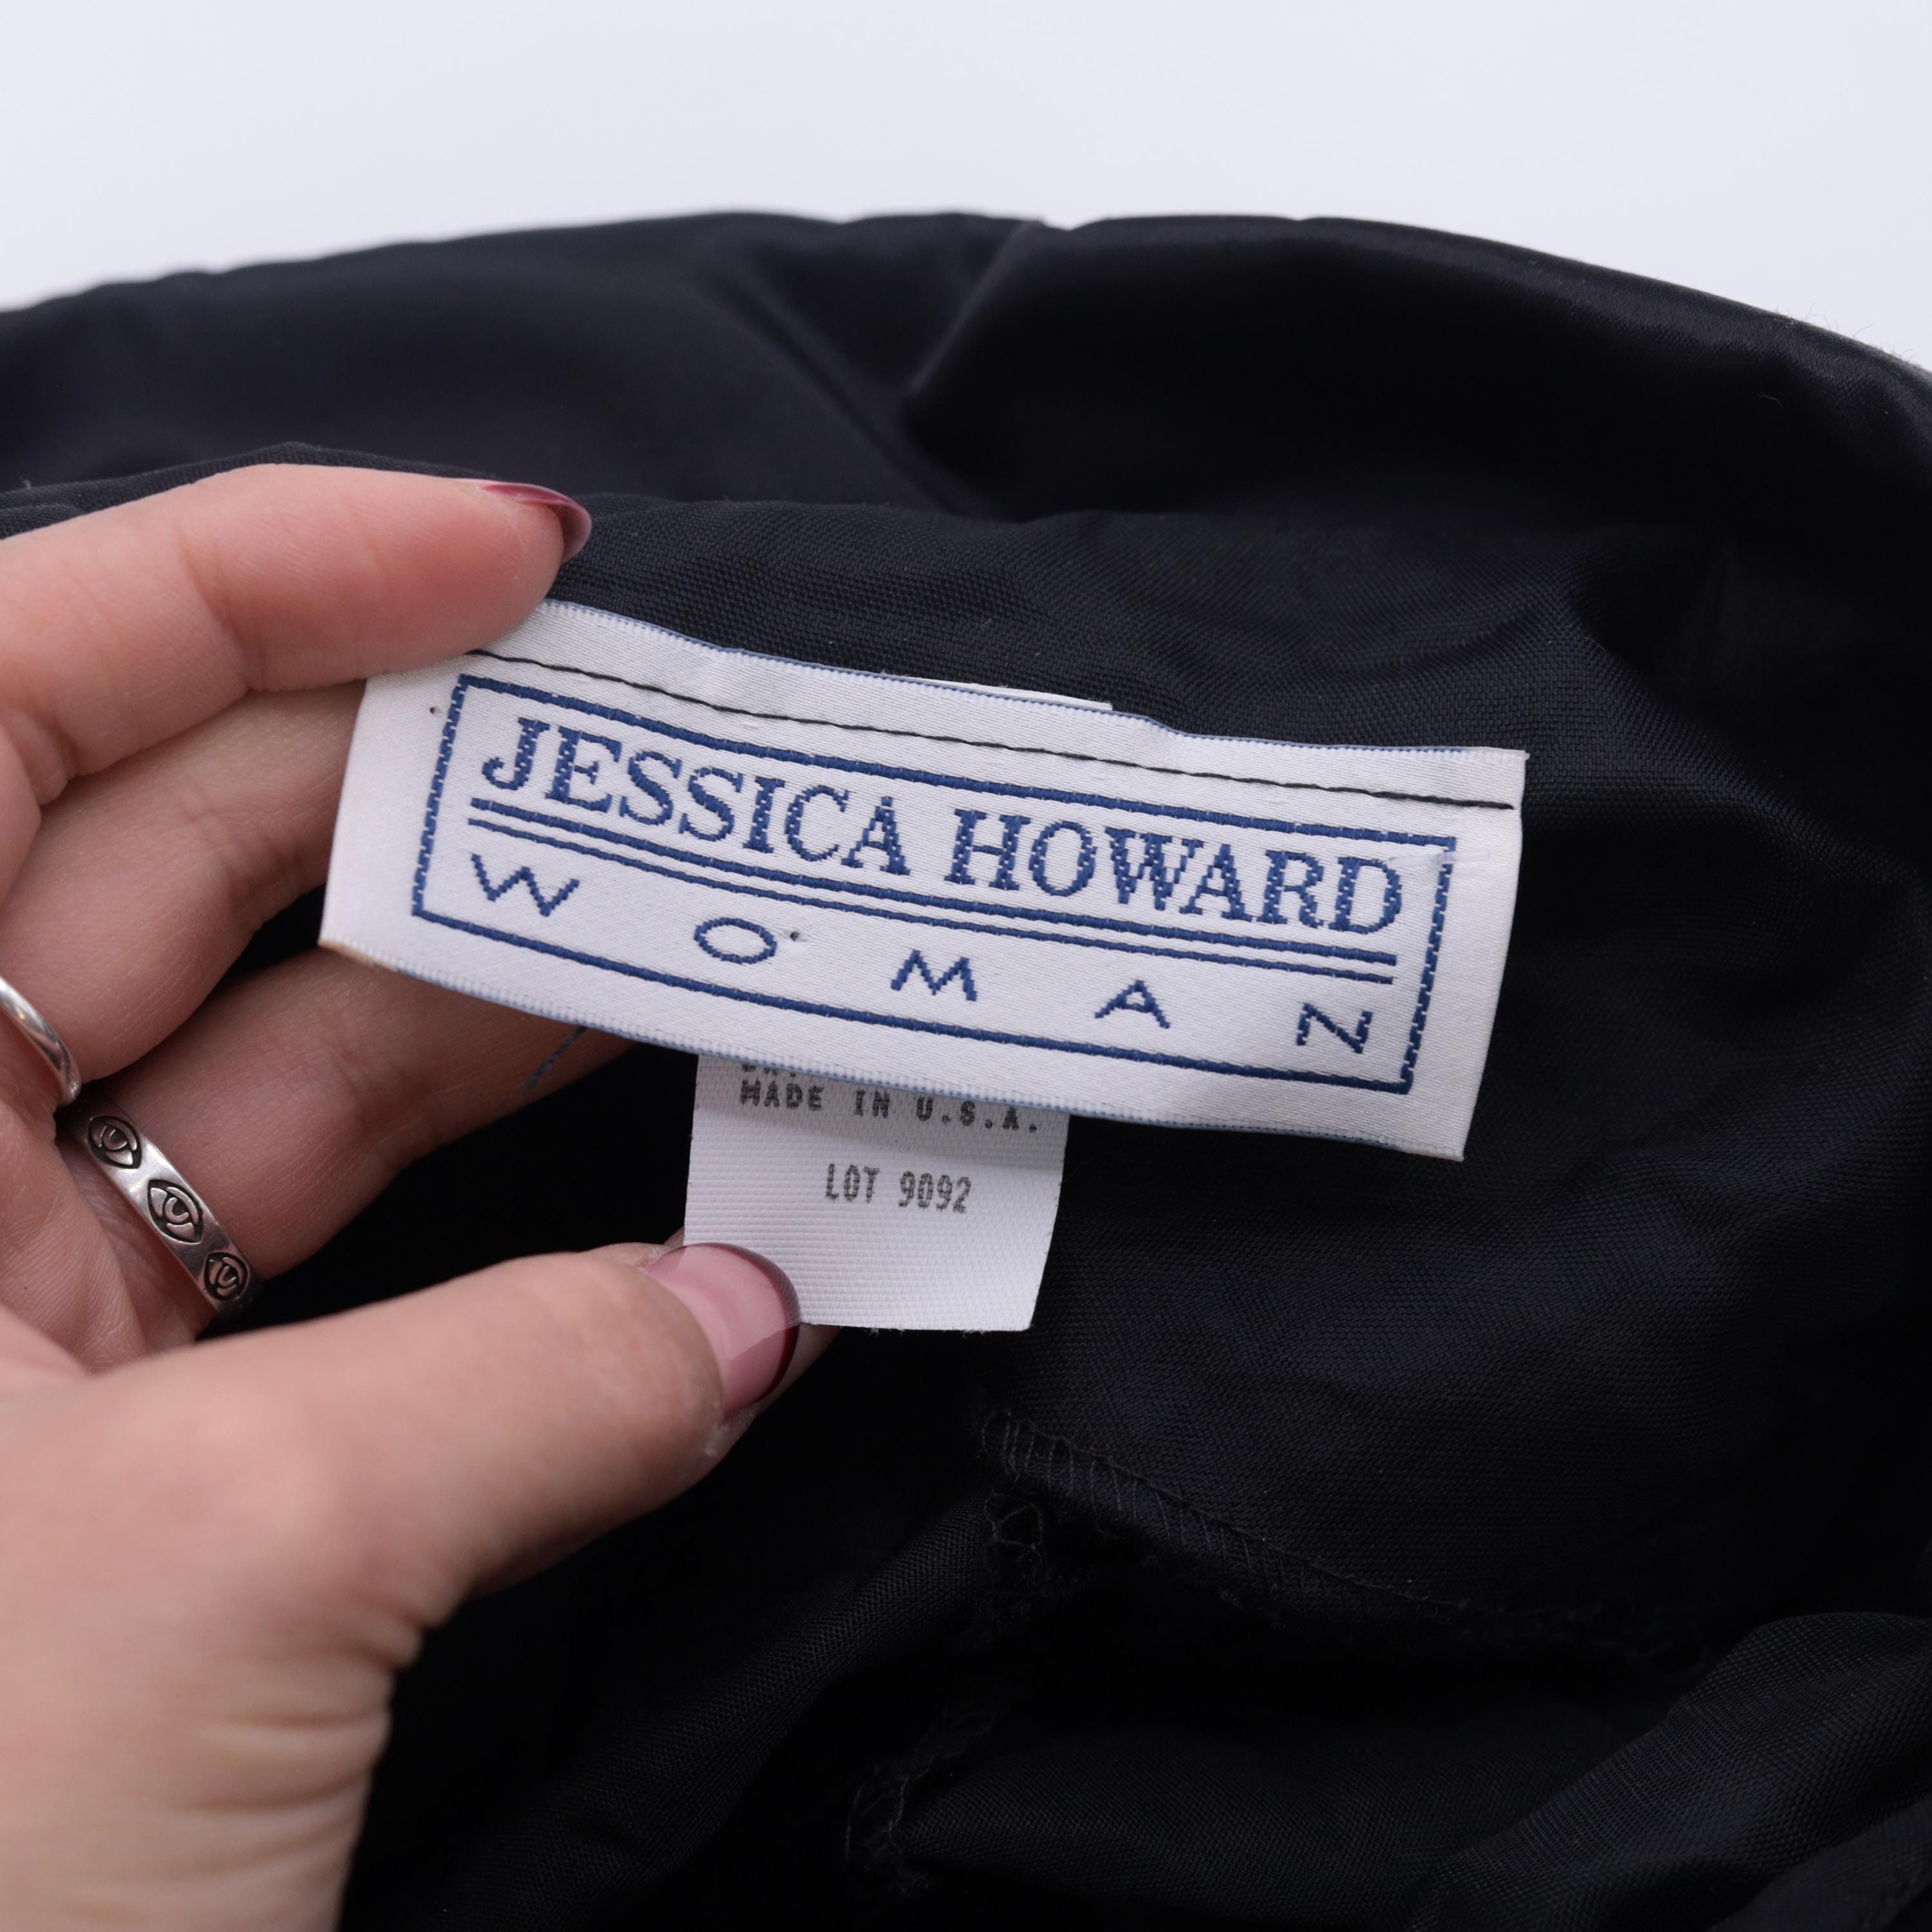 JESSICA HOWARD
WOMAN
MADE IN U.S.A.
LOT 9092